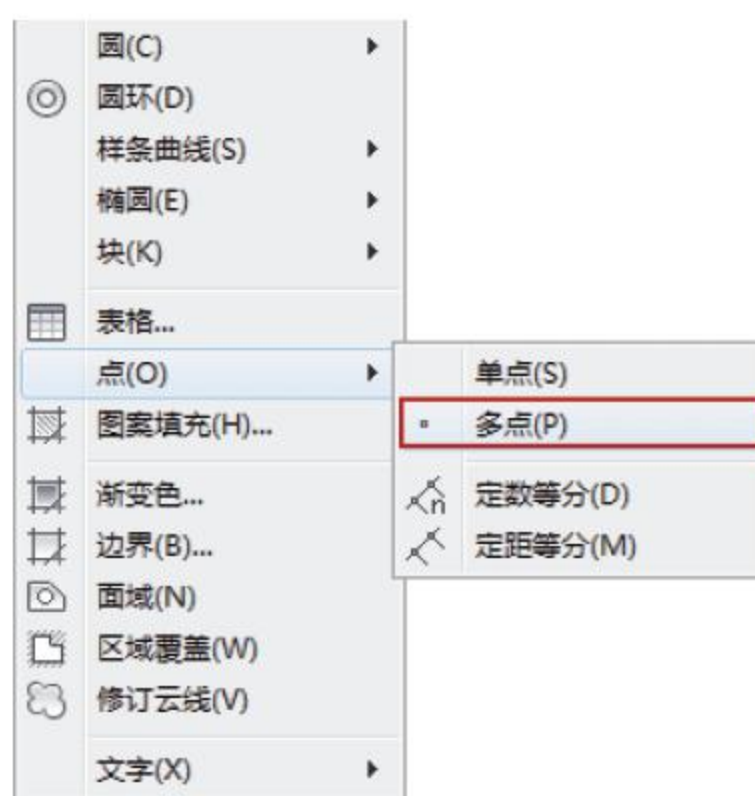 圆(C)
圆环(D)
样条曲线(S)
椭圆(E)
块(K)
表格...
点(O)
图案填充(H)...
渐变色...
边界(B)...
面域(N)
区域覆盖(W)
修订云线(V)
文字(X)
单点(S)
多点(P)
定数等分(D)
定距等分(M)
n